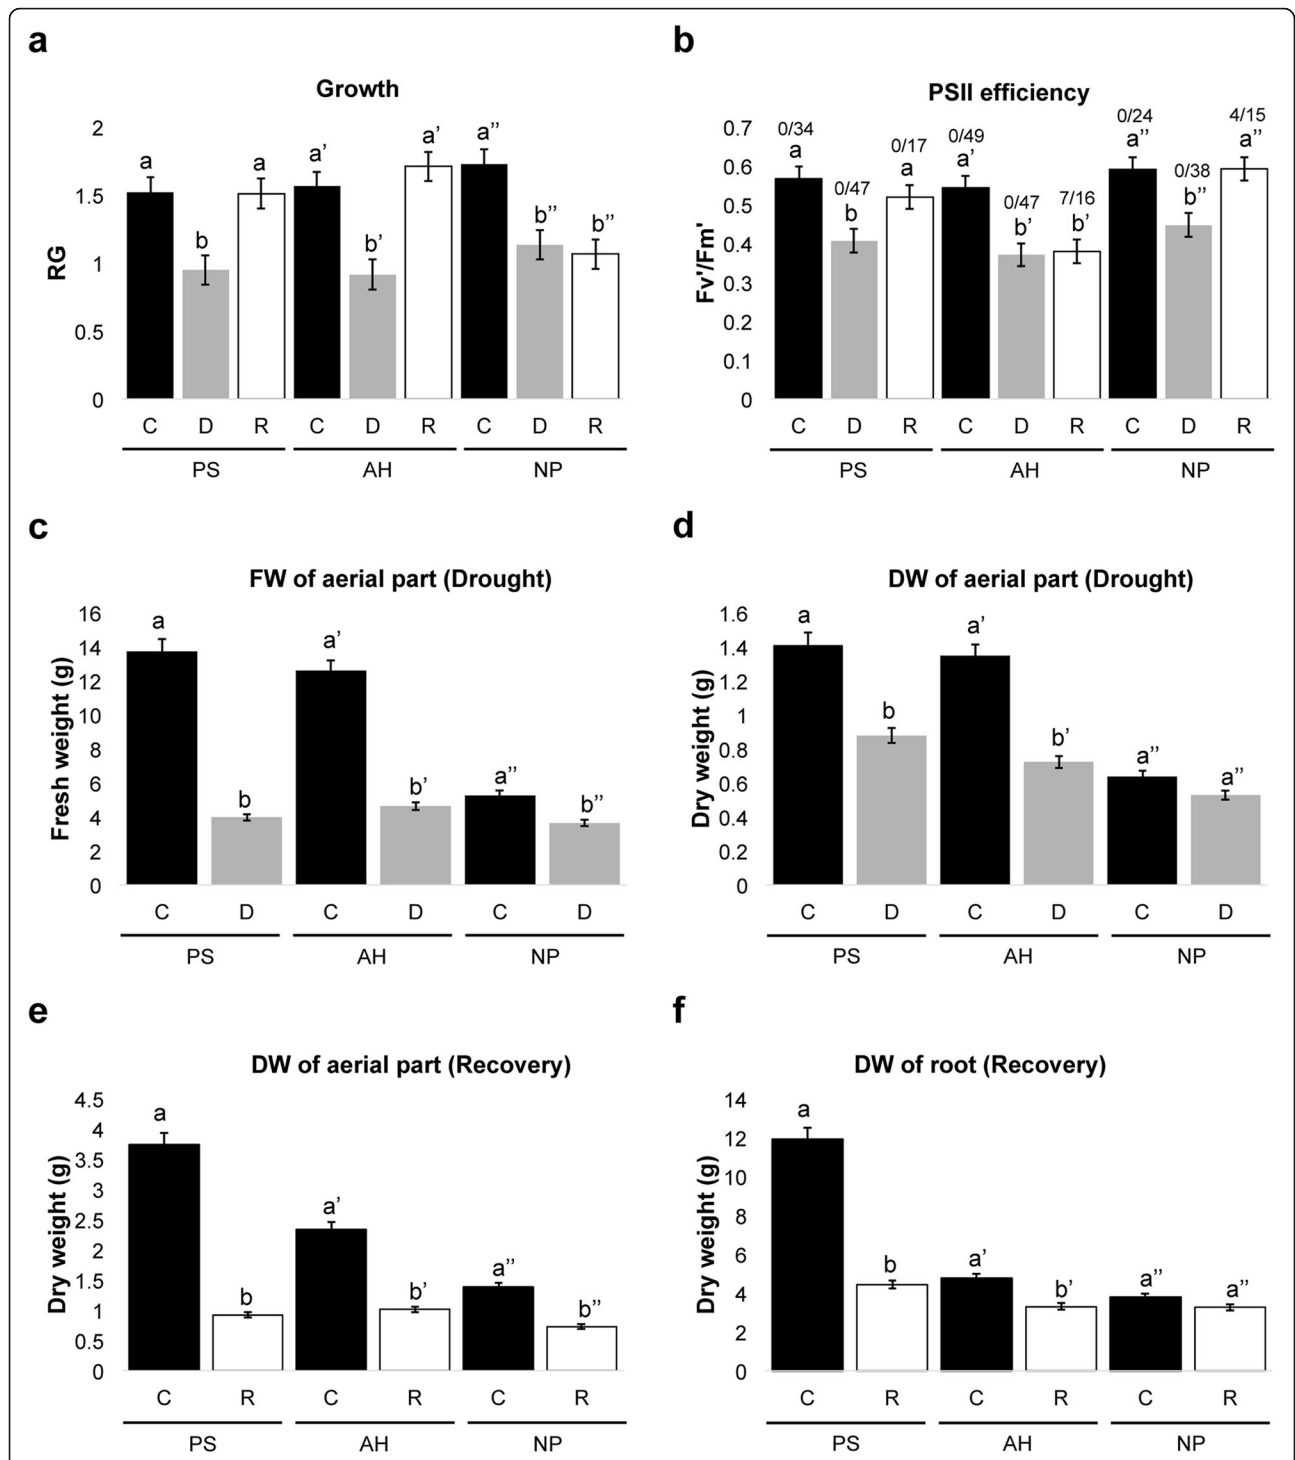 a
Growth
2
1.5
1
0.5
0
RG
a
b
a
a’
b’
a’
a’’
b’’
b’’
C D R C D R C D R
PS AH NP
b
PSII efficiency
0.7
0.6
0.5
0.4
0.3
0.2
0.1
0
Fv'/Fm'
0/34
a
0/47
b
0/17
a
0/49
a’
0/47
b’
7/16
b’
0/24
a’’
0/38
b’’
4/15
a’’
C D R C D R C D R
PS AH NP
c
FW of aerial part (Drought)
16
14
12
10
8
6
4
2
0
Fresh weight (g)
a
b
a’
b’
a’’
b’’
C D C D C D
PS AH NP
d
DW of aerial part (Drought)
1.6
1.4
1.2
1
0.8
0.6
0.4
0.2
0
Dry weight (g)
a
b
a’
b’
a’’
a’’
C D C D C D
PS AH NP
e
DW of aerial part (Recovery)
4.5
4
3.5
3
2.5
2
1.5
1
0.5
0
Dry weight (g)
a
b
a’
b’
a’’
b’’
C R C R C R
PS AH NP
f
DW of root (Recovery)
14
12
10
8
6
4
2
0
Dry weight (g)
a
b
a’
b’
a’’
a’’
C R C R C R
PS AH NP